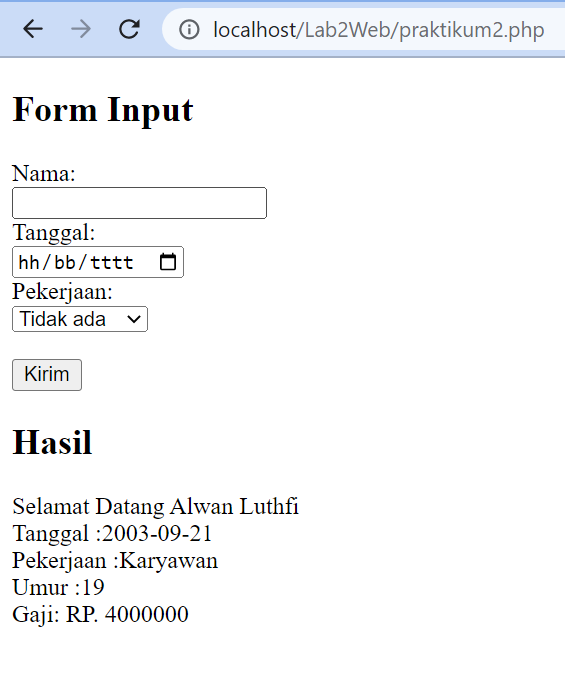 localhost/Lab2Web/praktikum2.php
Form Input
Nama:
Tanggal:
hh/bb/tttt
Pekerjaan:
Tidak ada
Kirim
Hasil
Selamat Datang Alwan Luthfi
Tanggal :2003-09-21
Pekerjaan :Karyawan
Umur :19
Gaji: RP. 4000000